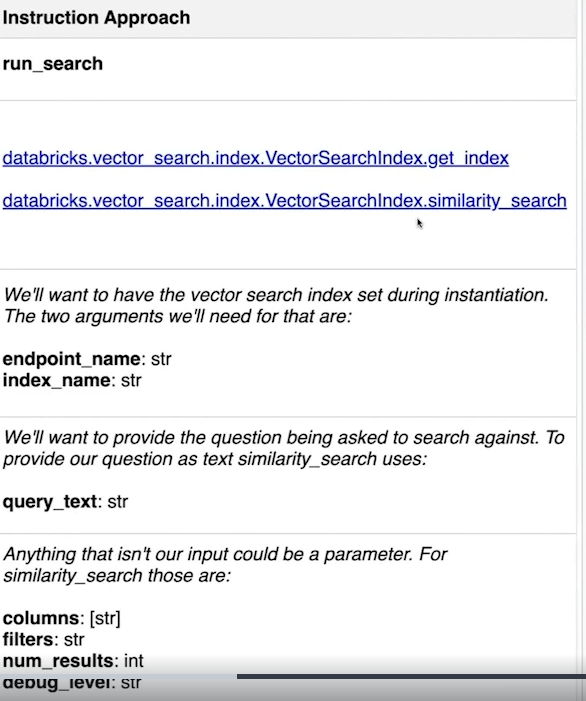 Instruction Approach
run_search
databricks.vector_search.index.VectorSearchIndex.get_index
databricks.vector_search.index.VectorSearchIndex.similarity_search
We'll want to have the vector search index set during instantiation.
The two arguments we'll need for that are:
endpoint_name: str
index_name: str
We'll want to provide the question being asked to search against. To
provide our question as text similarity_search uses:
query_text: str
Anything that isn't our input could be a parameter. For
similarity_search those are:
columns: [str]
filters: str
num_results: int
debug_level: str